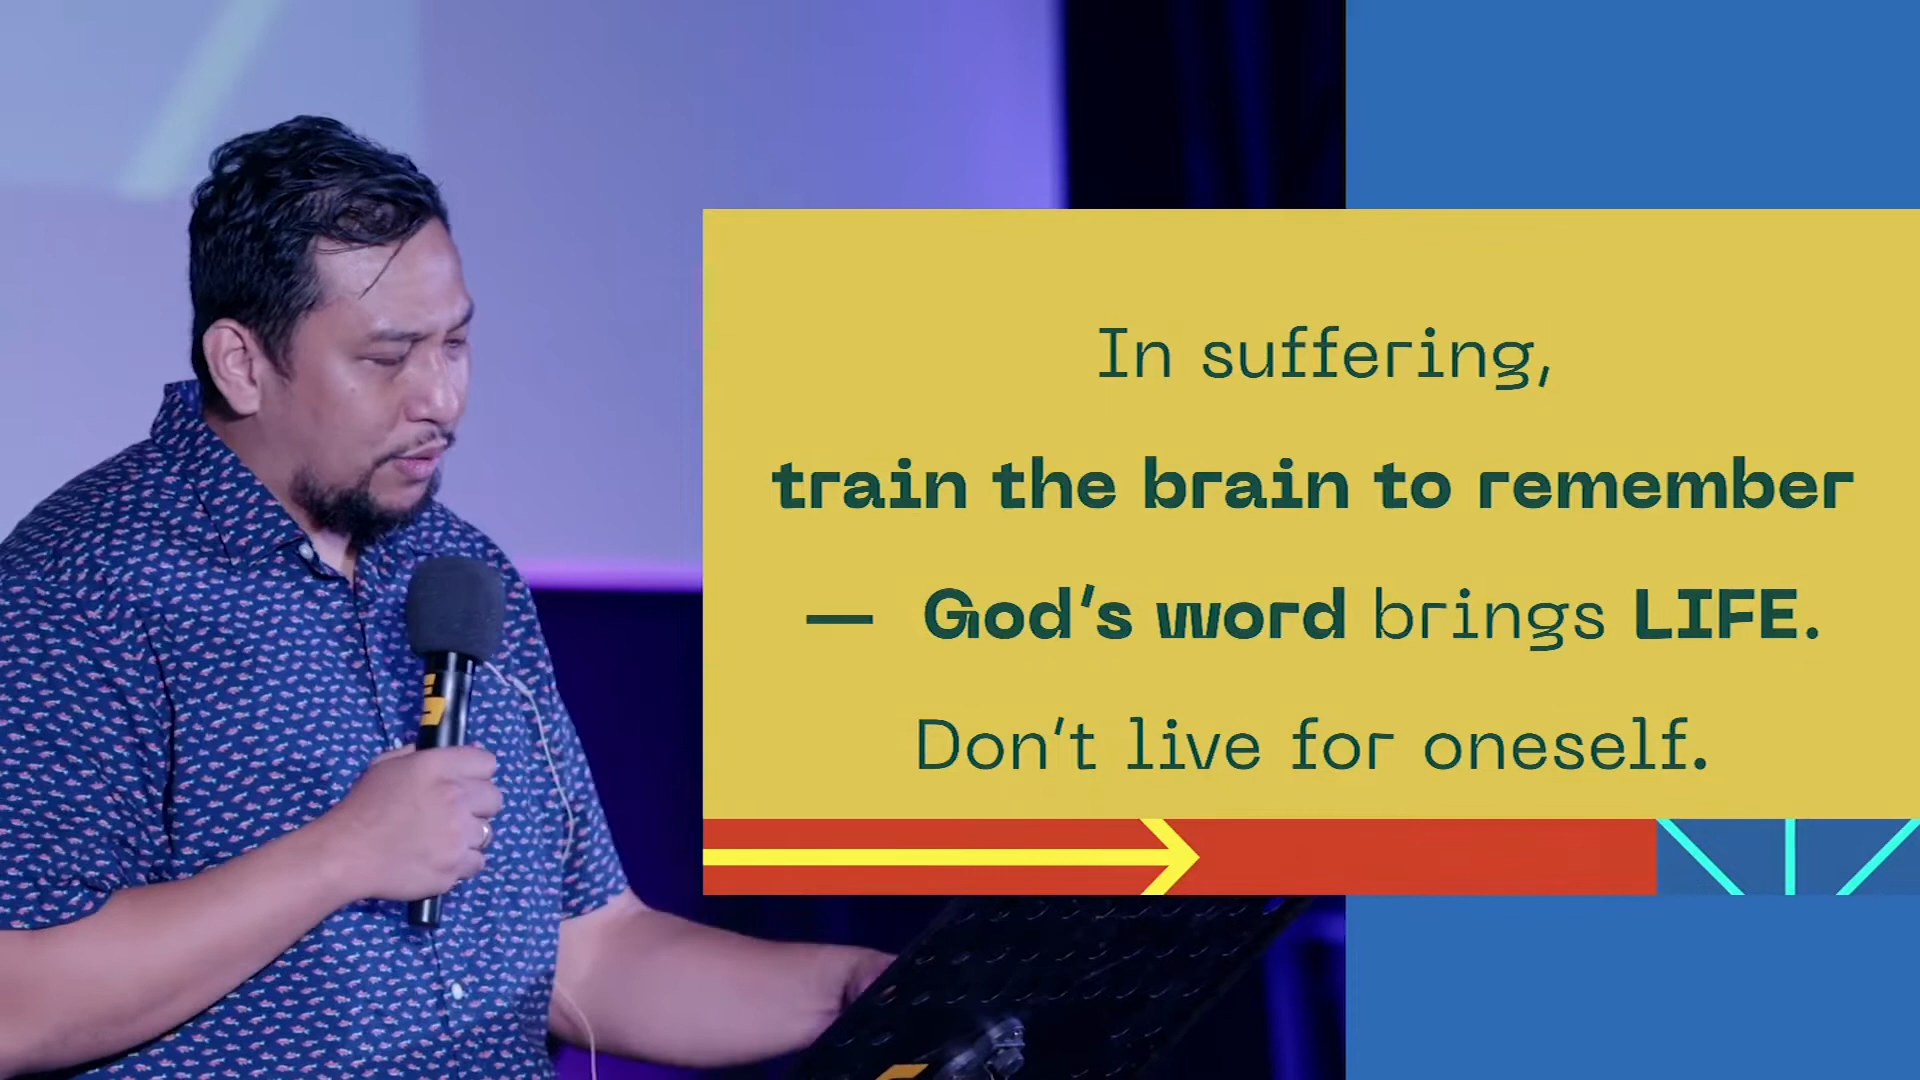 In suffering,
train the brain to remember
— God's word brings LIFE.
Don't live for oneself.